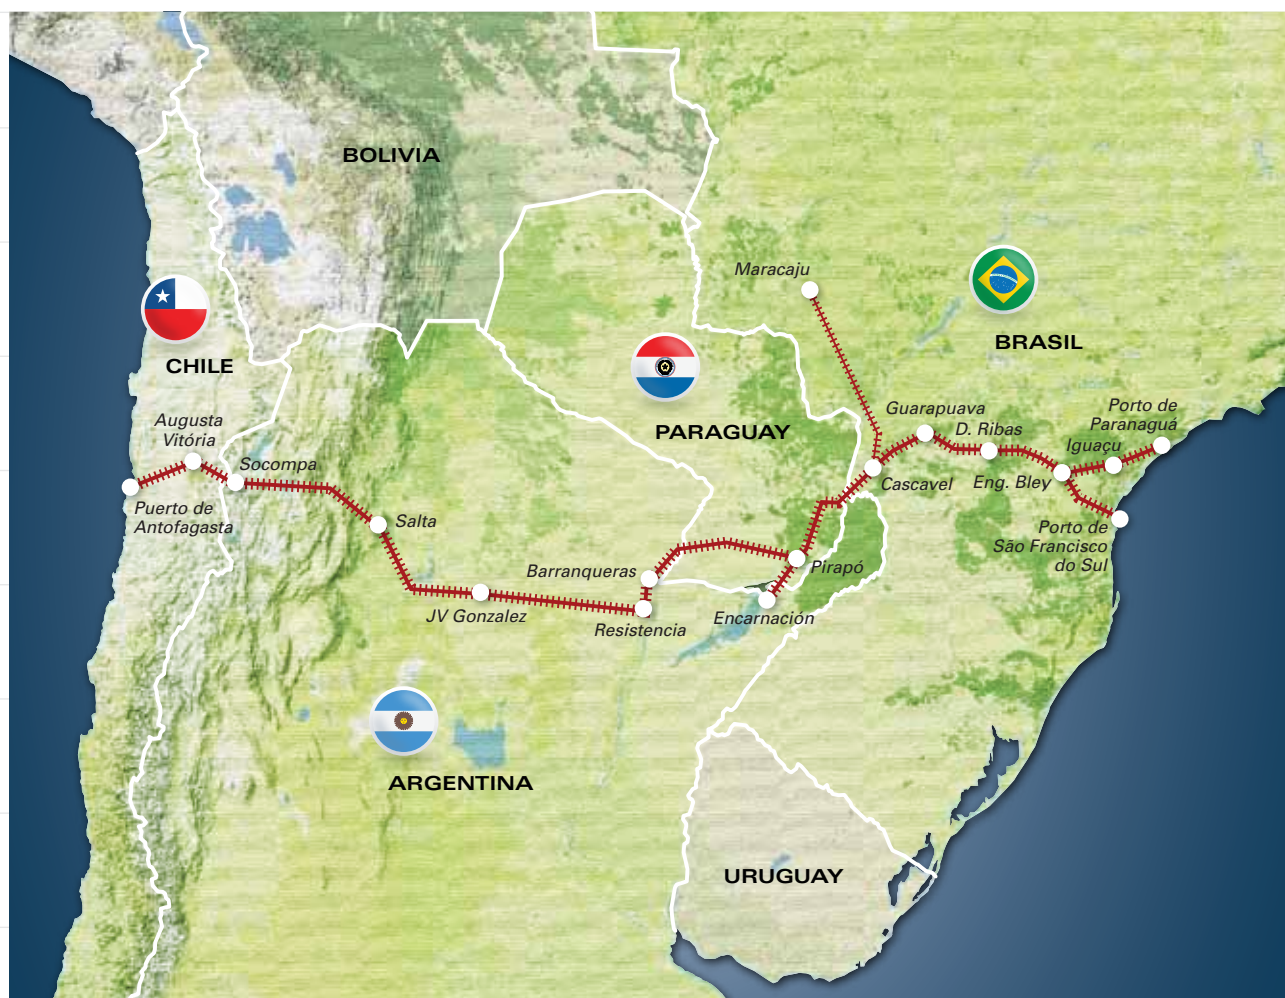 BOLIVIA
Maracaju
BRASIL
CHILE
PARAGUAY
Augusta
Vitória
Socompa
Puerto de
Antofagasta
Salta
JV Gonzalez
Barranqueras
Resistencia
Encarnación
Pirapó
Cascavel
Guarapuava
D. Ribas
Eng. Bley
Iguaçu
Porto de
Paranaguá
Porto de
São Francisco
do Sul
ARGENTINA
URUGUAY